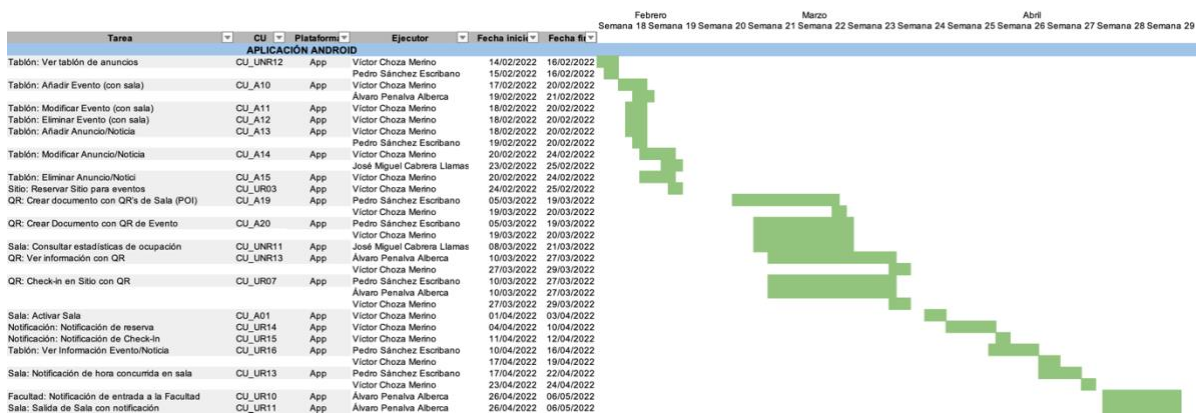 Febrero Marzo Abril
Semana 18 Semana 19 Semana 20 Semana 21 Semana 22 Semana 23 Semana 24 Semana 25 Semana 26 Semana 27 Semana 28 Semana 29
Tarea CU Plataforma Ejecutor Fecha inicio Fecha fin
APLICACIÓN ANDROID
Tablón: Ver tablón de anuncios CU_UNR12 App Víctor Choza Merino 14/02/2022 16/02/2022
Pedro Sánchez Escribano 15/02/2022 16/02/2022
Tablón: Añadir Evento (con sala) CU_A10 App Víctor Choza Merino 17/02/2022 20/02/2022
Álvaro Penalva Alberca 19/02/2022 21/02/2022
Tablón: Modificar Evento (con sala) CU_A11 App Víctor Choza Merino 18/02/2022 20/02/2022
Tablón: Eliminar Evento (con sala) CU_A12 App Víctor Choza Merino 18/02/2022 20/02/2022
Tablón: Añadir Anuncio/Noticia CU_A13 App Víctor Choza Merino 18/02/2022 20/02/2022
Pedro Sánchez Escribano 19/02/2022 20/02/2022
Tablón: Modificar Anuncio/Noticia CU_A14 App Víctor Choza Merino 20/02/2022 24/02/2022
José Miguel Cabrera Llamas 23/02/2022 25/02/2022
Tablón: Eliminar Anuncio/Notici CU_A15 App Víctor Choza Merino 20/02/2022 24/02/2022
Sitio: Reservar Sitio para eventos CU_UR03 App Víctor Choza Merino 24/02/2022 25/02/2022
QR: Crear documento con QR's de Sala (POI) CU_A19 App Pedro Sánchez Escribano 05/03/2022 19/03/2022
Víctor Choza Merino 19/03/2022 20/03/2022
QR: Crear Documento con QR de Evento CU_A20 App Pedro Sánchez Escribano 05/03/2022 19/03/2022
Víctor Choza Merino 19/03/2022 20/03/2022
Sala: Consultar estadísticas de ocupación CU_UNR11 App José Miguel Cabrera Llamas 08/03/2022 21/03/2022
QR: Ver información con QR CU_UNR13 App Álvaro Penalva Alberca 10/03/2022 27/03/2022
Víctor Choza Merino 27/03/2022 29/03/2022
QR: Check-in en Sitio con QR CU_UR07 App Pedro Sánchez Escribano 10/03/2022 27/03/2022
Álvaro Penalva Alberca 10/03/2022 27/03/2022
Víctor Choza Merino 27/03/2022 29/03/2022
Sala: Activar Sala CU_A01 App Víctor Choza Merino 01/04/2022 03/04/2022
Notificación: Notificación de reserva CU_UR14 App Víctor Choza Merino 04/04/2022 10/04/2022
Notificación: Notificación de Check-In CU_UR15 App Víctor Choza Merino 11/04/2022 12/04/2022
Tablón: Ver Información Evento/Noticia CU_UR16 App Pedro Sánchez Escribano 10/04/2022 16/04/2022
Víctor Choza Merino 17/04/2022 19/04/2022
Sala: Notificación de hora concurrida en sala CU_UR13 App Pedro Sánchez Escribano 17/04/2022 22/04/2022
Víctor Choza Merino 23/04/2022 24/04/2022
Facultad: Notificación de entrada a la Facultad CU_UR10 App Álvaro Penalva Alberca 26/04/2022 06/05/2022
Sala: Salida de Sala con notificación CU_UR11 App Álvaro Penalva Alberca 26/04/2022 06/05/2022